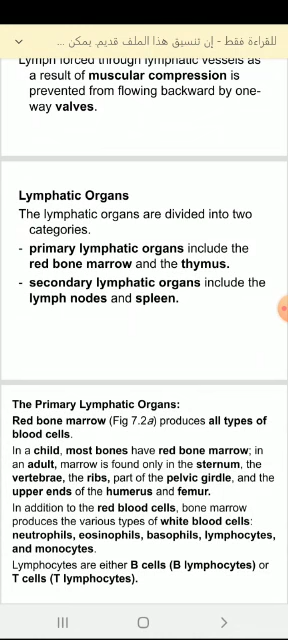 للقراءة فقط - إن تنسيق هذا الملف قديم. يمكن ...
Lymph forced through lymphatic vessels as
a result of muscular compression is
prevented from flowing backward by one-
way valves.
Lymphatic Organs
The lymphatic organs are divided into two
categories.
- primary lymphatic organs include the
red bone marrow and the thymus.
- secondary lymphatic organs include the
lymph nodes and spleen.
The Primary Lymphatic Organs:
Red bone marrow (Fig 7.2a) produces all types of
blood cells.
In a child, most bones have red bone marrow; in
an adult, marrow is found only in the sternum, the
vertebrae, the ribs, part of the pelvic girdle, and the
upper ends of the humerus and femur.
In addition to the red blood cells, bone marrow
produces the various types of white blood cells:
neutrophils, eosinophils, basophils, lymphocytes,
and monocytes.
Lymphocytes are either B cells (B lymphocytes) or
T cells (T lymphocytes).